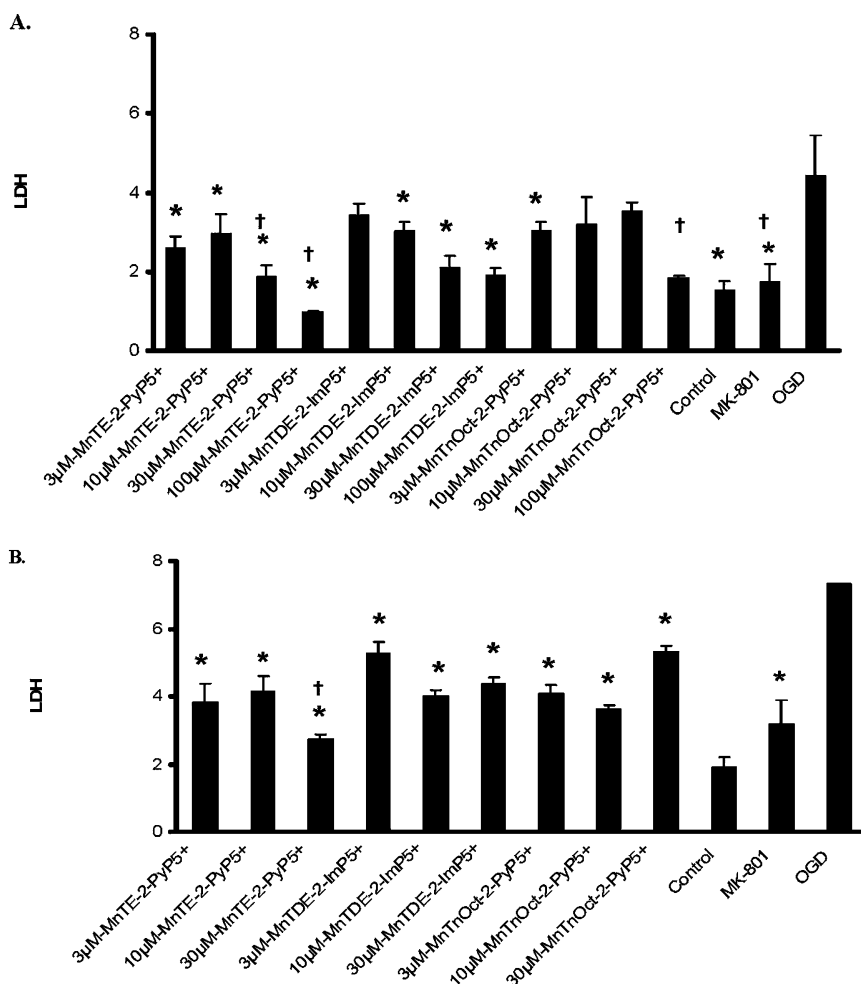 A.
8
6
4
2
0
LDH
* * † * † * * * * * † * † *
3µM-MnTE-2-PyP5+
10µM-MnTE-2-PyP5+
30µM-MnTE-2-PyP5+
100µM-MnTE-2-PyP5+
3µM-MnTDE-2-ImP5+
10µM-MnTDE-2-ImP5+
30µM-MnTDE-2-ImP5+
100µM-MnTDE-2-ImP5+
3µM-MnTnOct-2-PyP5+
10µM-MnTnOct-2-PyP5+
30µM-MnTnOct-2-PyP5+
100µM-MnTnOct-2-PyP5+
Control
MK-801
OGD
B.
8
6
4
2
0
LDH
* * † * * * * * * * *
3µM-MnTE-2-PyP5+
10µM-MnTE-2-PyP5+
30µM-MnTE-2-PyP5+
3µM-MnTDE-2-ImP5+
10µM-MnTDE-2-ImP5+
30µM-MnTDE-2-ImP5+
3µM-MnTnOct-2-PyP5+
10µM-MnTnOct-2-PyP5+
30µM-MnTnOct-2-PyP5+
Control
MK-801
OGD